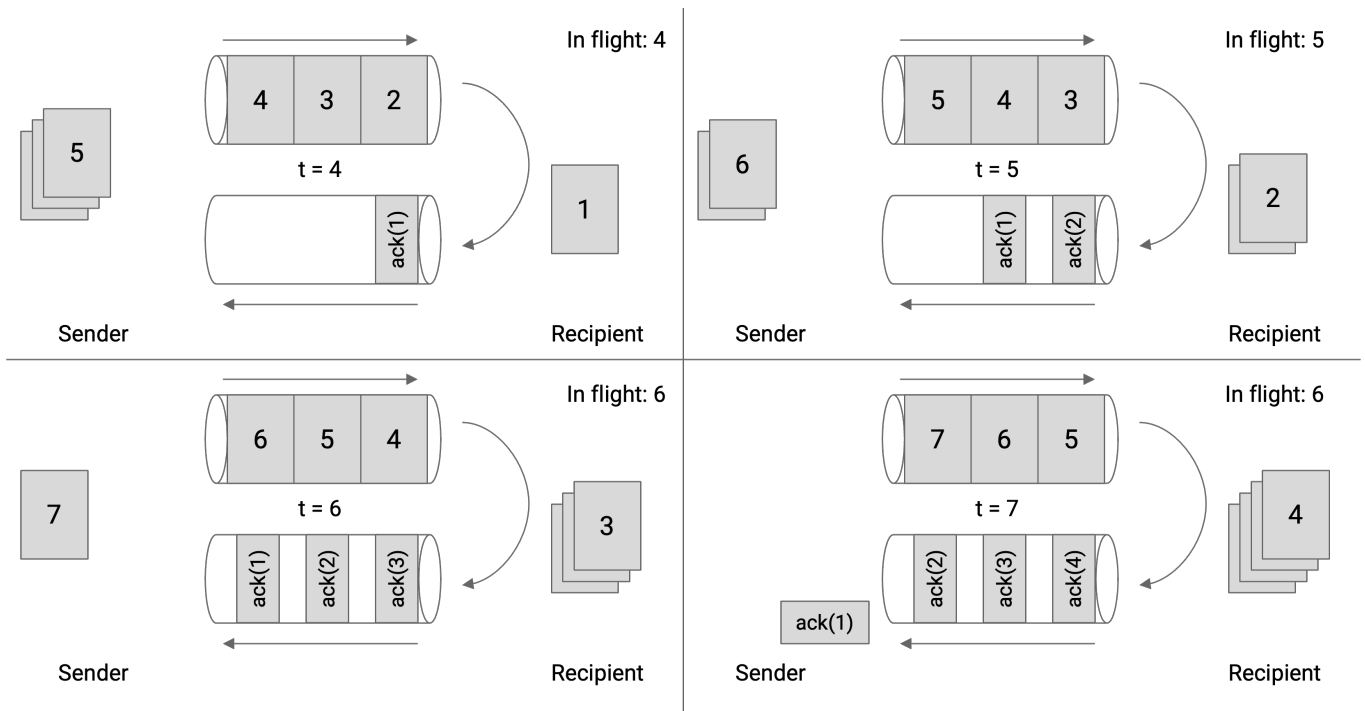 In flight: 4
4 3 2
5
t = 4
1
ack(1)
Sender
Recipient
In flight: 5
5 4 3
6
t = 5
2
ack(1) ack(2)
Sender
Recipient
In flight: 6
6 5 4
7
t = 6
3
ack(1) ack(2) ack(3)
Sender
Recipient
In flight: 6
7 6 5
t = 7
4
ack(2) ack(3) ack(4)
ack(1)
Sender
Recipient